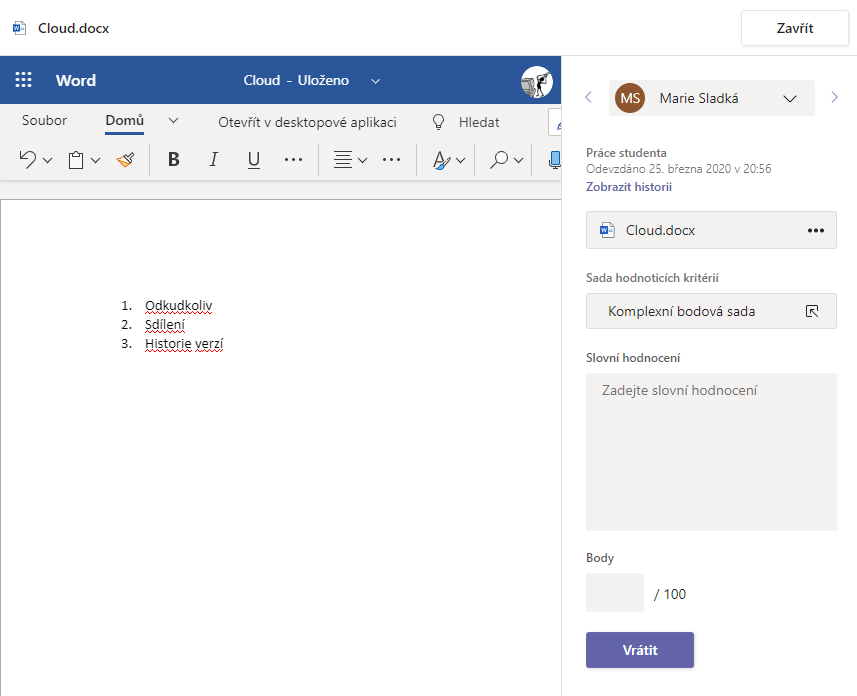 Cloud.docx
Zavřít
Word
Cloud - Uloženo
Soubor
Domů
Otevřít v desktopové aplikaci
Hledat
B I U
1. Odkudkoliv
2. Sdílení
3. Historie verzí
MS Marie Sladká
Práce studenta
Odevzdáno 25. března 2020 v 20:56
Zobrazit historii
Cloud.docx
Sada hodnoticích kritérií
Komplexní bodová sada
Slovní hodnocení
Zadejte slovní hodnocení
Body
/ 100
Vrátit